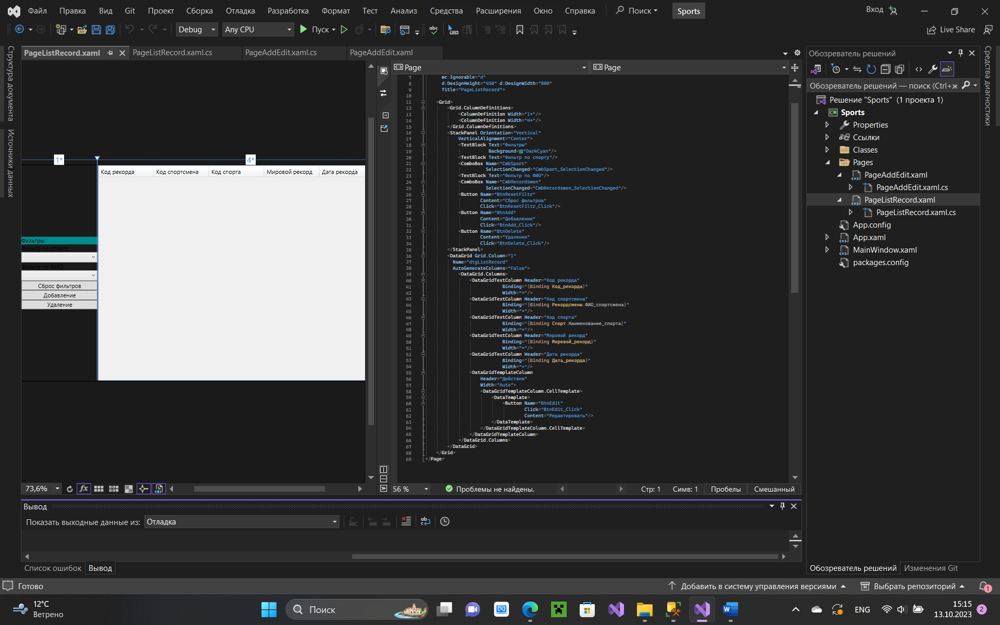 Файл Правка Вид Git Проект Сборка Отладка Разработка Формат Тест Анализ Средства Расширения Окно Справка Поиск Sports Вход
Debug Any CPU Пуск Live Share
Структура документа
Источники данных
PageListRecord.xaml PageListRecord.xaml.cs PageAddEdit.xaml.cs PageAddEdit.xaml
1* 4*
Код рекорда Код спортсмена Код спорта Мировой рекорд Дата рекорда
Фильтры
Фильтр по спорту
Фильтр по ФИО
Сброс фильтров
Добавление
Удаление
73,6%
Page Page
7 mc:Ignorable="d"
8 d:DesignHeight="450" d:DesignWidth="800"
9 Title="PageListRecord">
10
11 <Grid>
12 <Grid.ColumnDefinitions>
13 <ColumnDefinition Width="1*"/>
14 <ColumnDefinition Width="4*"/>
15 </Grid.ColumnDefinitions>
16 <StackPanel Orientation="Vertical"
17 VerticalAlignment="Center">
18 <TextBlock Text="Фильтры"
19 Background="DarkCyan"/>
20 <TextBlock Text="Фильтр по спорту"/>
21 <ComboBox Name="CmbSport"
22 SelectionChanged="CmbSport_SelectionChanged"/>
23 <TextBlock Text="Фильтр по ФИО"/>
24 <ComboBox Name="CmbRecordsmen"
25 SelectionChanged="CmbRecordsmen_SelectionChanged"/>
26 <Button Name="BtnResetFiltr"
27 Content="Сброс фильтров"
28 Click="BtnResetFiltr_Click"/>
29 <Button Name="BtnAdd"
30 Content="Добавление"
31 Click="BtnAdd_Click"/>
32 <Button Name="BtnDelete"
33 Content="Удаление"
34 Click="BtnDelete_Click"/>
35 </StackPanel>
36 <DataGrid Grid.Column="1"
37 Name="dtgListRecord"
38 AutoGenerateColumns="False">
39 <DataGrid.Columns>
40 <DataGridTextColumn Header="Код рекорда"
41 Binding="{Binding Код_рекорда}"
42 Width="*"/>
43 <DataGridTextColumn Header="Код спортсмена"
44 Binding="{Binding Рекордсмены.ФИО_спортсмена}"
45 Width="*"/>
46 <DataGridTextColumn Header="Код спорта"
47 Binding="{Binding Спорт.Наименование_спорта}"
48 Width="*"/>
49 <DataGridTextColumn Header="Мировой рекорд"
50 Binding="{Binding Мировой_рекорд}"
51 Width="*"/>
52 <DataGridTextColumn Header="Дата рекорда"
53 Binding="{Binding Дата_рекорда}"
54 Width="*"/>
55 <DataGridTemplateColumn
56 Header="Действия"
57 Width="Auto">
58 <DataGridTemplateColumn.CellTemplate>
59 <DataTemplate>
60 <Button Name="BtnEdit"
61 Click="BtnEdit_Click"
62 Content="Редактировать"/>
63 </DataTemplate>
64 </DataGridTemplateColumn.CellTemplate>
65 </DataGridTemplateColumn>
66 </DataGrid.Columns>
67 </DataGrid>
68 </Grid>
69 </Page>
56 % Проблемы не найдены. Стр: 1 Симв: 1 Пробелы Смешанный
Обозреватель решений
Обозреватель решений — поиск (Ctrl+ж
Решение "Sports" (1 проекта 1)
Sports
Properties
Ссылки
Classes
Pages
PageAddEdit.xaml
PageAddEdit.xaml.cs
PageListRecord.xaml
PageListRecord.xaml.cs
App.config
App.xaml
MainWindow.xaml
packages.config
Средства диагностики
Вывод
Показать выходные данные из: Отладка
Список ошибок Вывод
Обозреватель решений Изменения Git
Готово Добавить в систему управления версиями Выбрать репозиторий 1
12°C
Ветрено
Поиск
ENG
15:15
13.10.2023
2